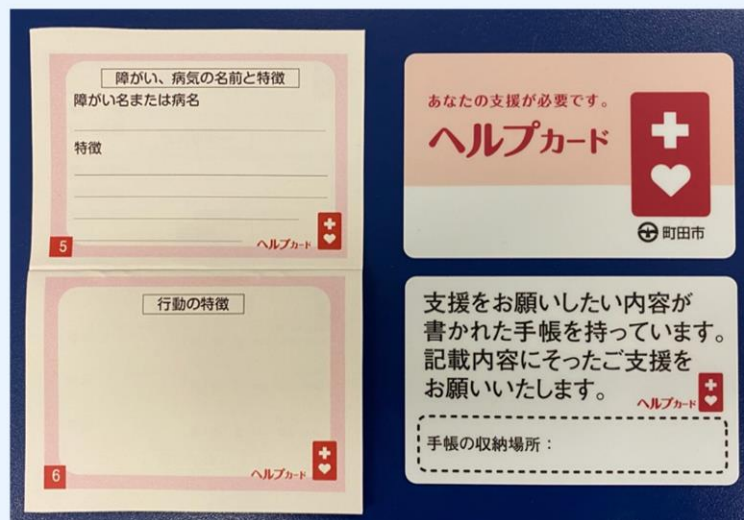 障がい、病気の名前と特徴
障がい名または病名
特徴
ヘルプカード
5
行動の特徴
ヘルプカード
6
あなたの支援が必要です。
ヘルプカード
町田市
支援をお願いしたい内容が
書かれた手帳を持っています。
記載内容にそったご支援を
お願いいたします。
ヘルプカード
手帳の収納場所：